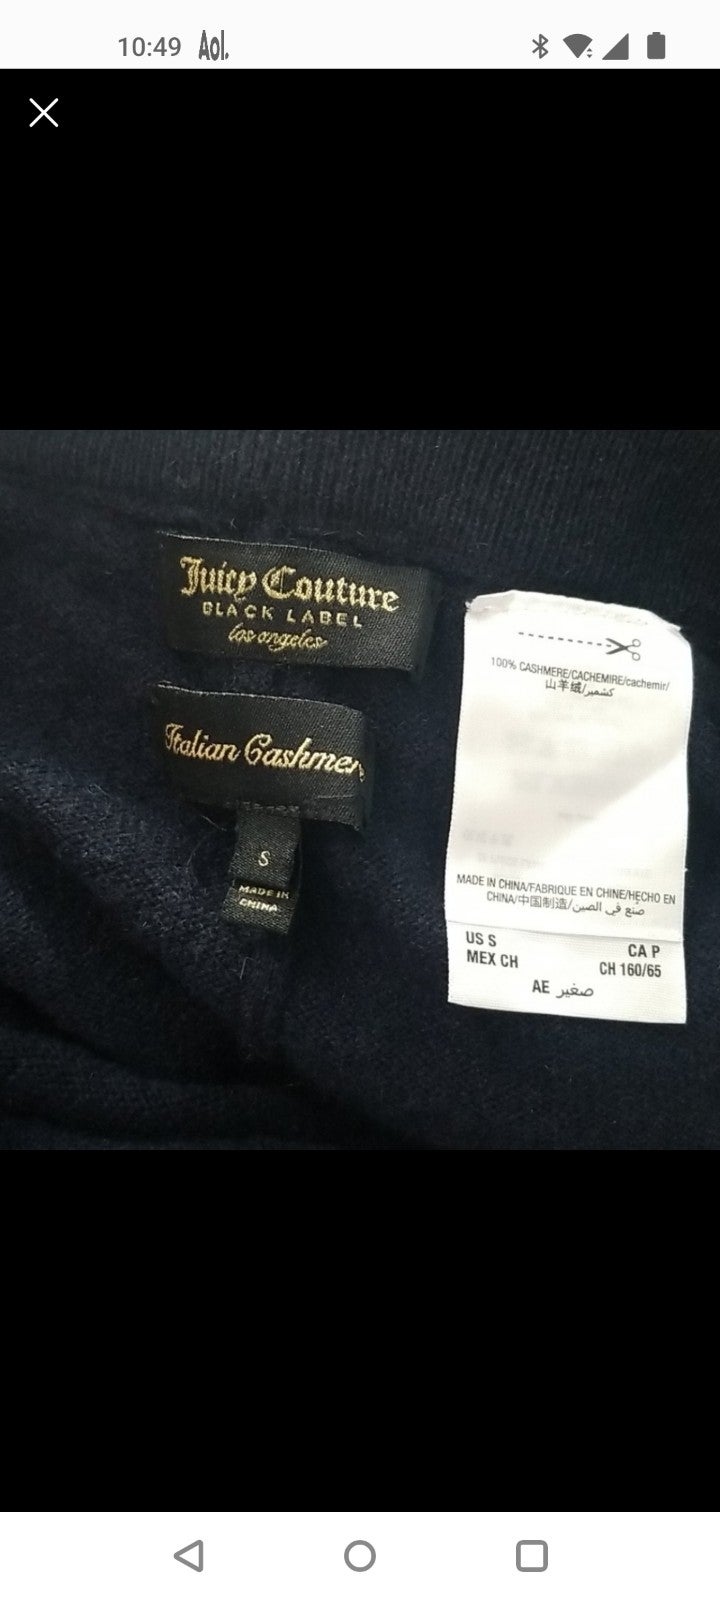 10:49 Aol.
Juicy Couture
BLACK LABEL
los angeles
Italian Cashmere
S
MADE IN
CHINA
100% CASHMERE/CACHEMIRE/cachemir/
山羊绒/كشمير
MADE IN CHINA/FABRIQUE EN CHINE/HECHO EN
CHINA/中国制造/صنع في الصين
US S CA P
MEX CH CH 160/65
AE صغير